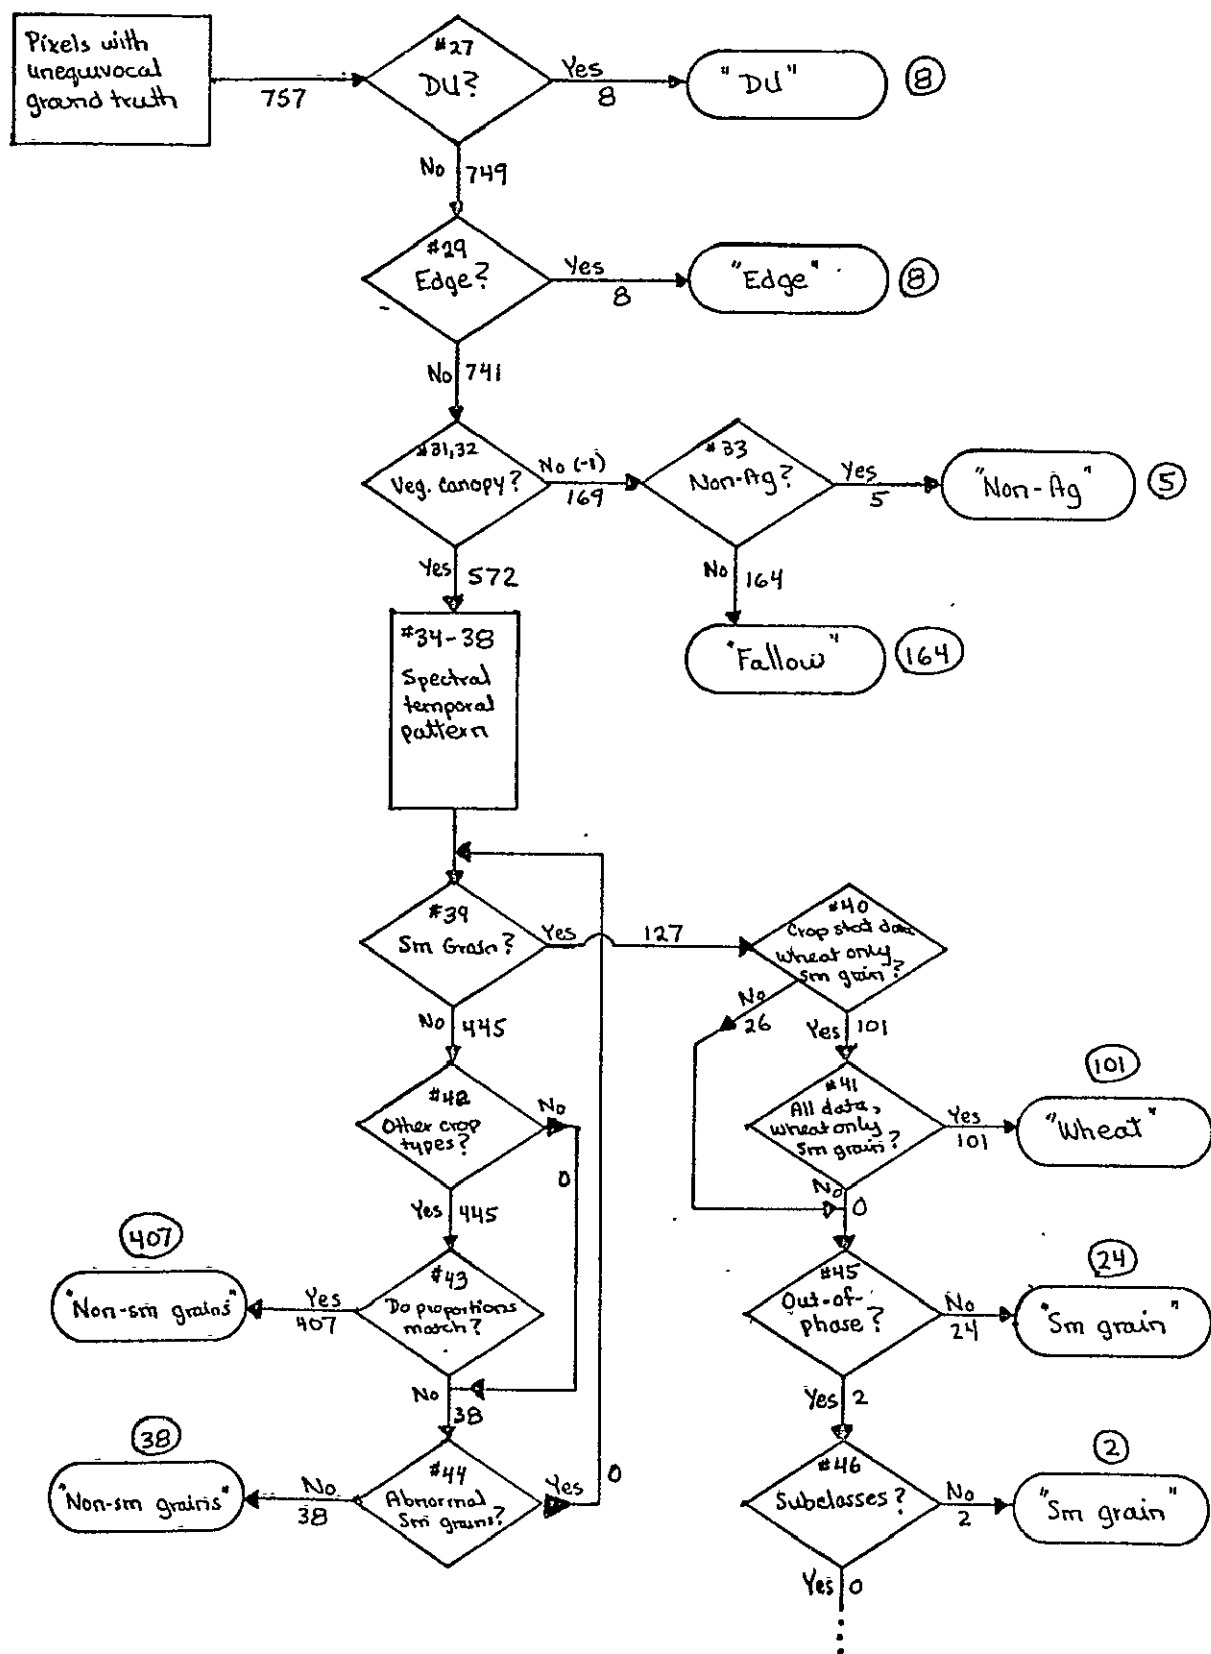 Pixels with
unequivocal
ground truth
757
#27
DU?
Yes
8
"DU"
8
No 749
#29
Edge?
Yes
8
"Edge"
8
No 741
#31,32
Veg. canopy?
No (-1)
169
#33
Non-Ag?
Yes
5
"Non-Ag"
5
Yes 572
No 164
"Fallow"
164
#34-38
Spectral
temporal
pattern
#39
Sm Grain?
Yes
127
#40
Crop stat data
Wheat only
sm grain?
No
26
Yes 101
No 445
#42
Other crop
types?
No
0
#41
All data,
wheat only
sm grain?
Yes
101
101
"Wheat"
No
0
Yes 445
407
"Non-sm grains"
Yes
407
#43
Do proportions
match?
#45
Out-of-
phase?
No
24
24
"Sm grain"
No
38
Yes 2
38
"Non-sm grains"
No
38
#44
Abnormal
Sm grains?
Yes
0
#46
Subclasses?
No
2
2
"Sm grain"
Yes 0